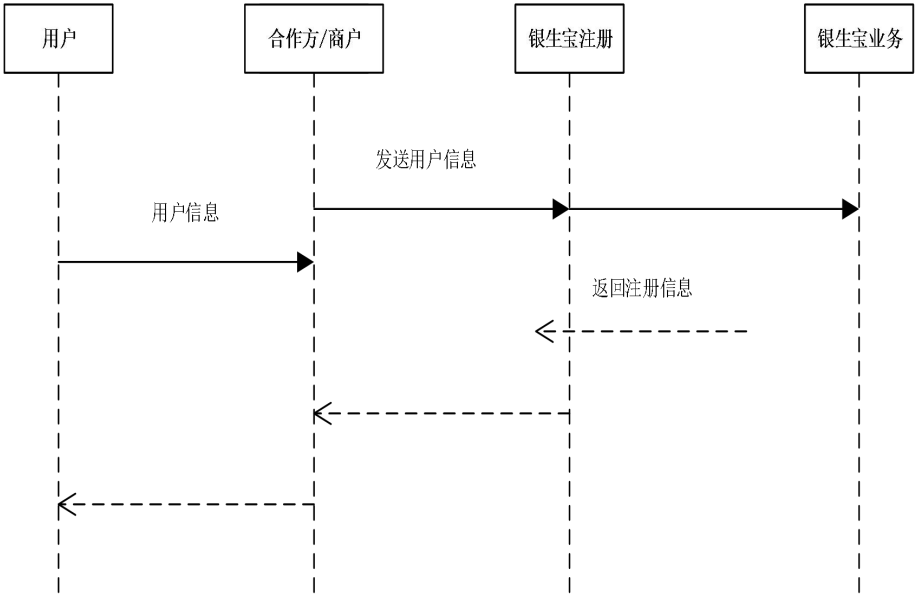 用户
合作方/商户
银生宝注册
银生宝业务
发送用户信息
用户信息
返回注册信息